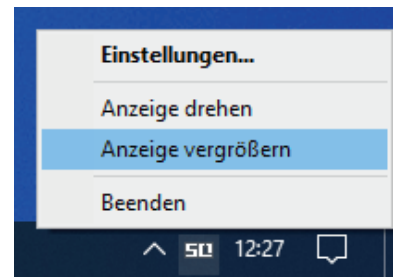 Einstellungen...
Anzeige drehen
Anzeige vergrößern
Beenden
12:27